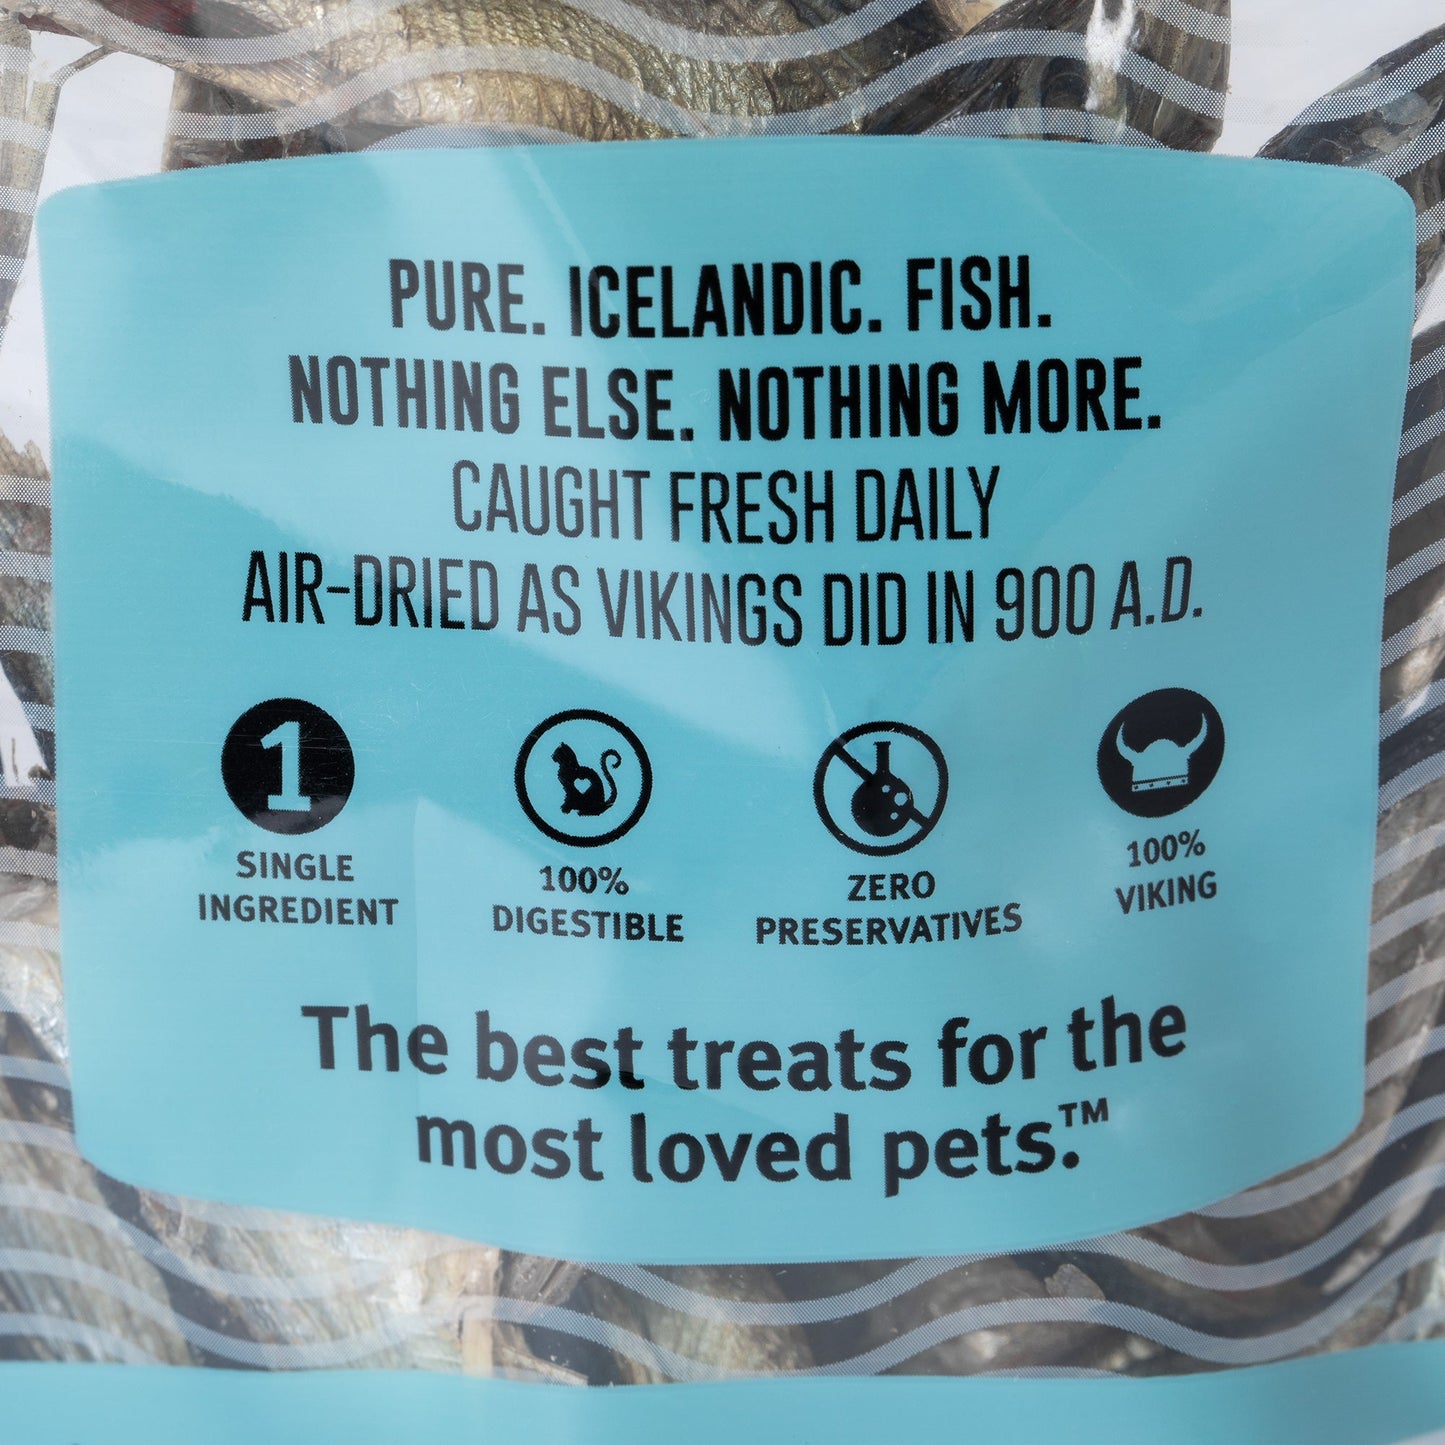 PURE. ICELANDIC. FISH.
NOTHING ELSE. NOTHING MORE.
CAUGHT FRESH DAILY
AIR-DRIED AS VIKINGS DID IN 900 A.D.
1
SINGLE
INGREDIENT
100%
DIGESTIBLE
ZERO
PRESERVATIVES
100%
VIKING
The best treats for the
most loved pets.™